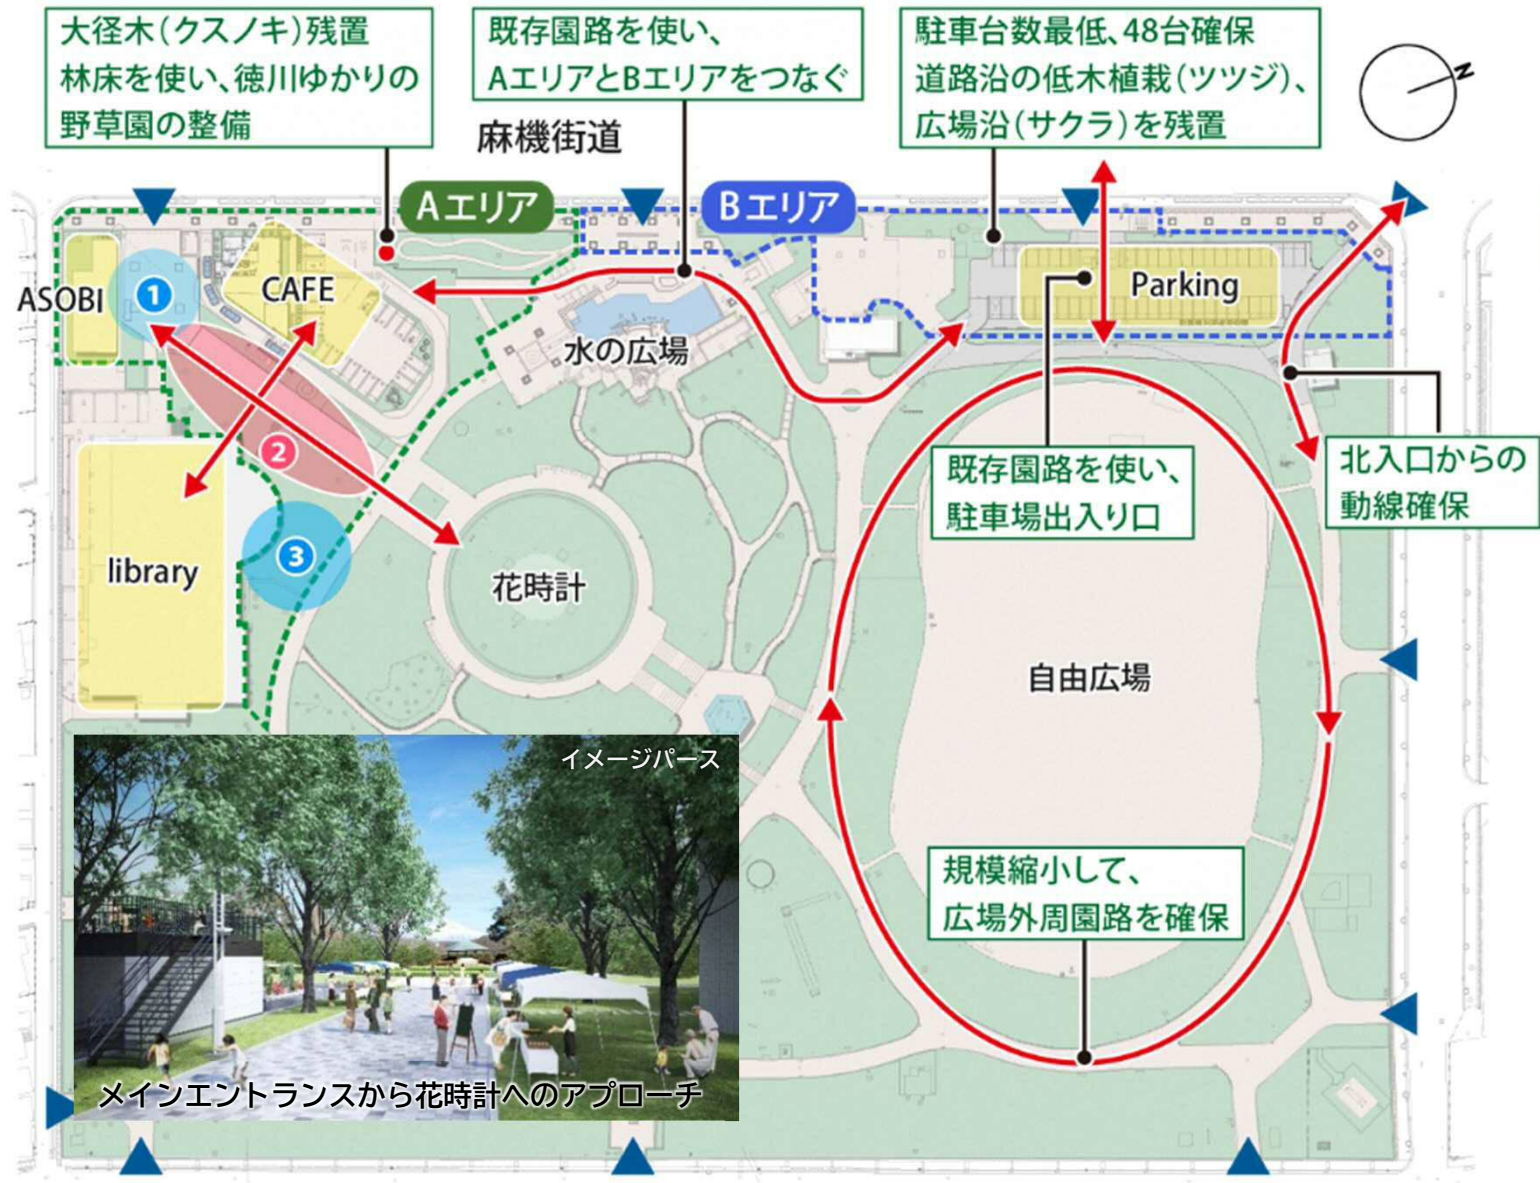 大径木(クスノキ)残置
林床を使い、徳川ゆかりの
野草園の整備
既存園路を使い、
AエリアとBエリアをつなぐ
駐車台数最低、48台確保
道路沿の低木植栽(ツツジ)、
広場沿(サクラ)を残置
N
麻機街道
Aエリア
Bエリア
ASOBI
1
CAFE
Parking
水の広場
2
既存園路を使い、
駐車場出入り口
北入口からの
動線確保
library
3
花時計
自由広場
イメージパース
規模縮小して、
広場外周園路を確保
メインエントランスから花時計へのアプローチ